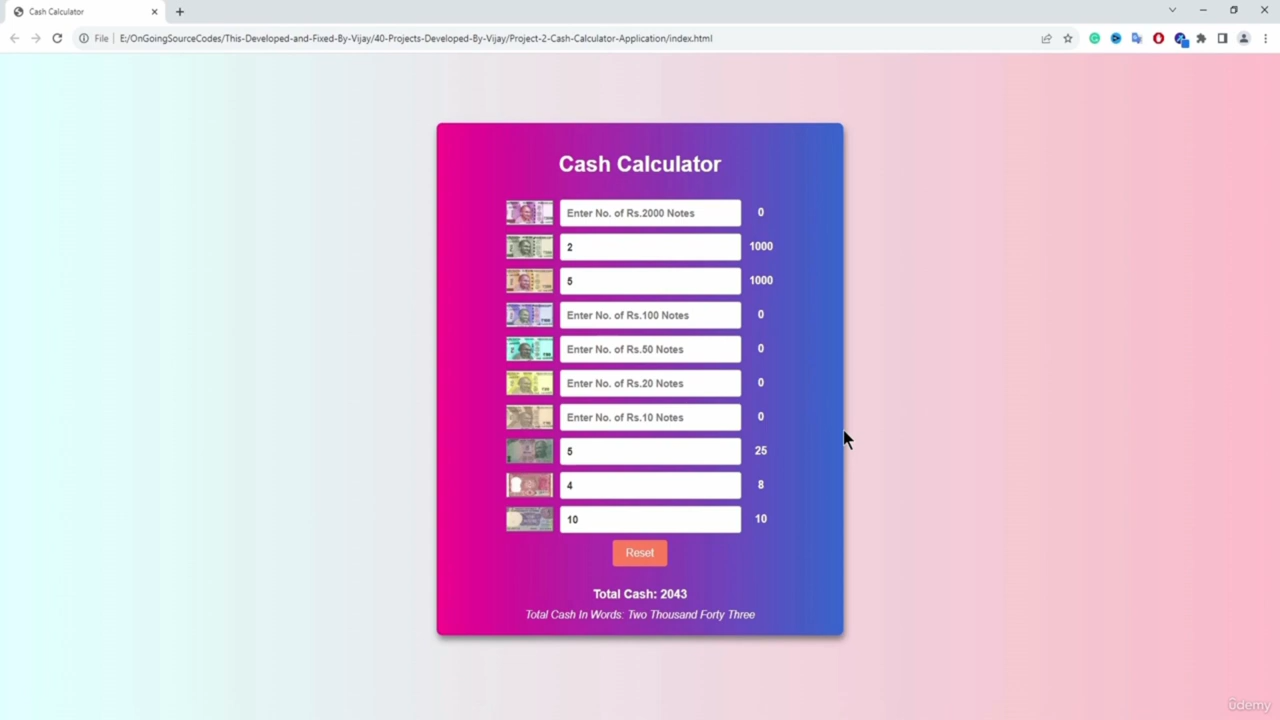 Cash Calculator
File E:/OnGoingSourceCodes/This-Developed-and-Fixed-By-Vijay/40-Projects-Developed-By-Vijay/Project-2-Cash-Calculator-Application/index.html
Cash Calculator
Enter No. of Rs.2000 Notes 0
2 1000
5 1000
Enter No. of Rs.100 Notes 0
Enter No. of Rs.50 Notes 0
Enter No. of Rs.20 Notes 0
Enter No. of Rs.10 Notes 0
5 25
4 8
10 10
Reset
Total Cash: 2043
Total Cash In Words: Two Thousand Forty Three
ûdemy